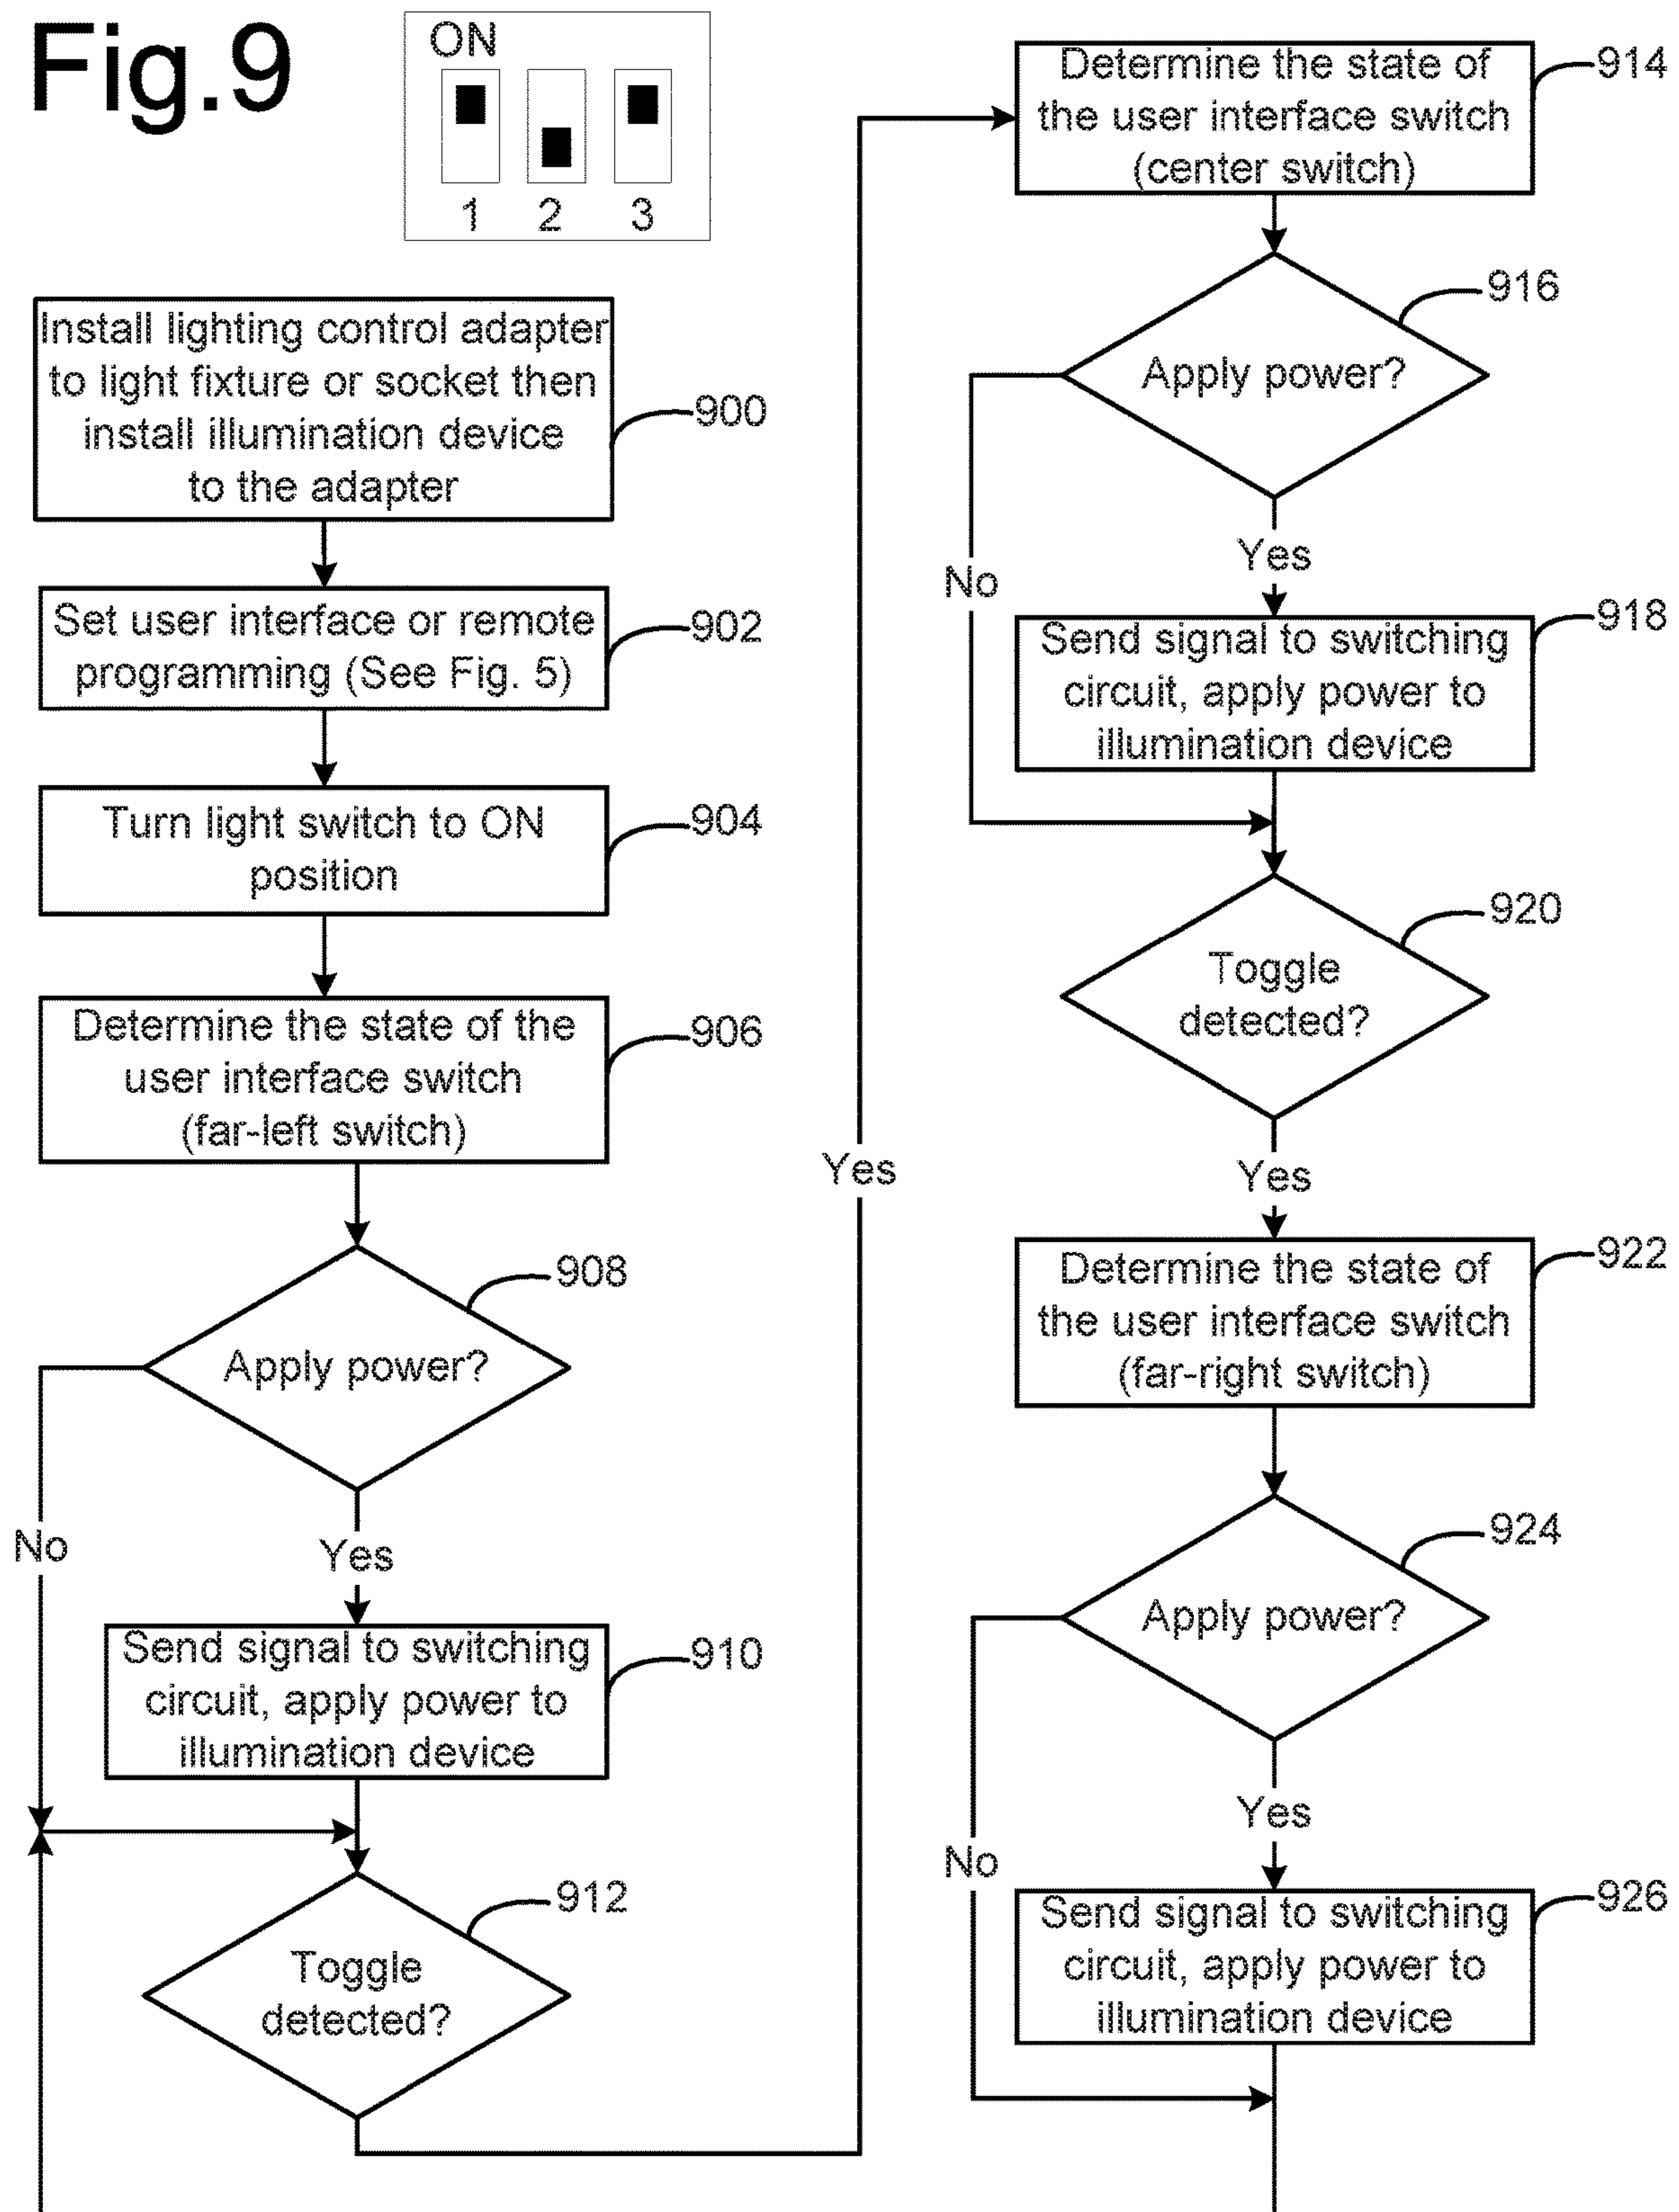 Fig.9
ON
1 2 3
Install lighting control adapter
to light fixture or socket then
install illumination device
to the adapter
900
Set user interface or remote
programming (See Fig. 5)
902
Turn light switch to ON
position
904
Determine the state of the
user interface switch
(far-left switch)
906
Apply power?
908
No
Yes
Send signal to switching
circuit, apply power to
illumination device
910
Toggle
detected?
912
Yes
Determine the state of
the user interface switch
(center switch)
914
Apply power?
916
No
Yes
Send signal to switching
circuit, apply power to
illumination device
918
Toggle
detected?
920
Yes
Determine the state of
the user interface switch
(far-right switch)
922
Apply power?
924
No
Yes
Send signal to switching
circuit, apply power to
illumination device
926